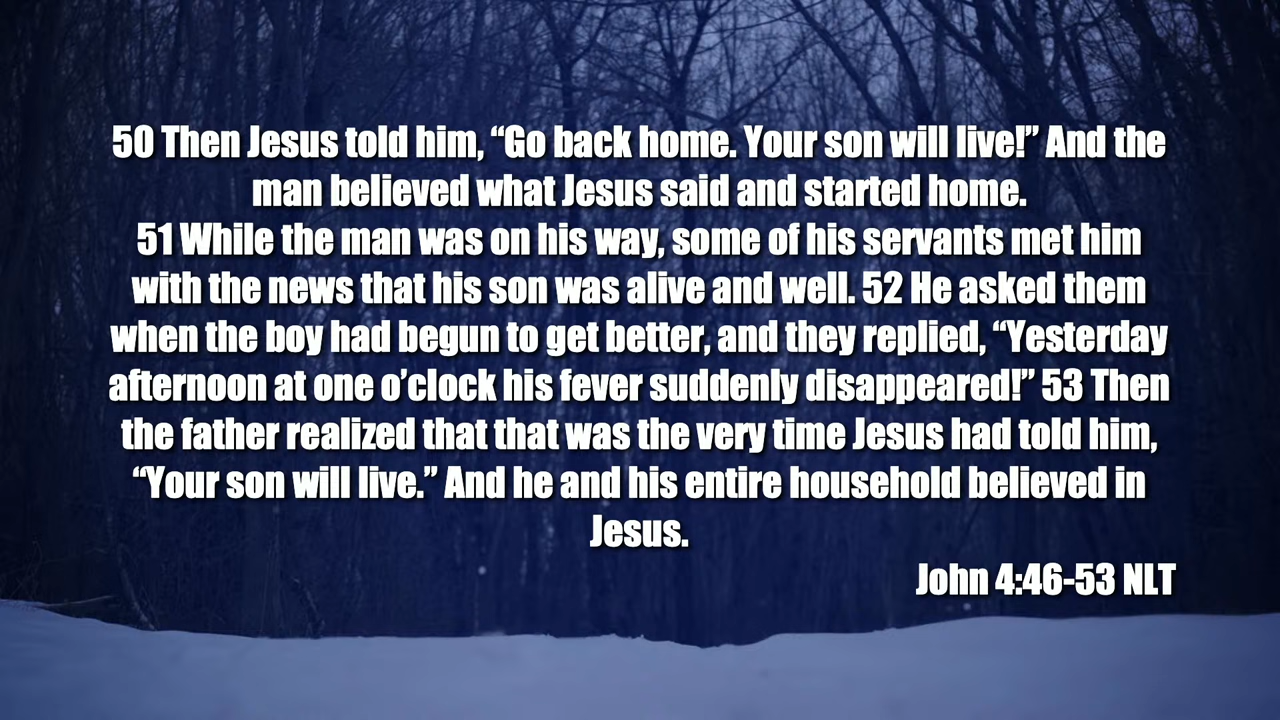 50 Then Jesus told him, “Go back home. Your son will live!” And the
man believed what Jesus said and started home.
51 While the man was on his way, some of his servants met him
with the news that his son was alive and well. 52 He asked them
when the boy had begun to get better, and they replied, “Yesterday
afternoon at one o’clock his fever suddenly disappeared!” 53 Then
the father realized that that was the very time Jesus had told him,
“Your son will live.” And he and his entire household believed in
Jesus.
John 4:46-53 NLT